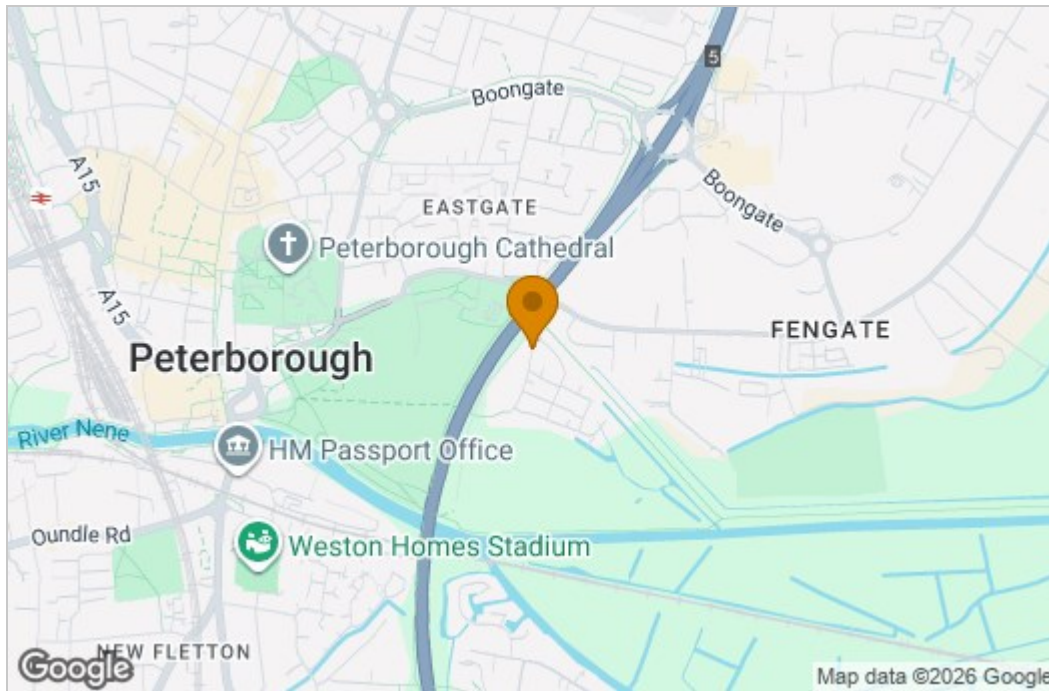 5
Boongate
A15
Boongate
EASTGATE
Peterborough Cathedral
A15
FENGATE
Peterborough
River Nene
HM Passport Office
Oundle Rd
Weston Homes Stadium
NEW FLETTON
Google
Map data ©2026 Google